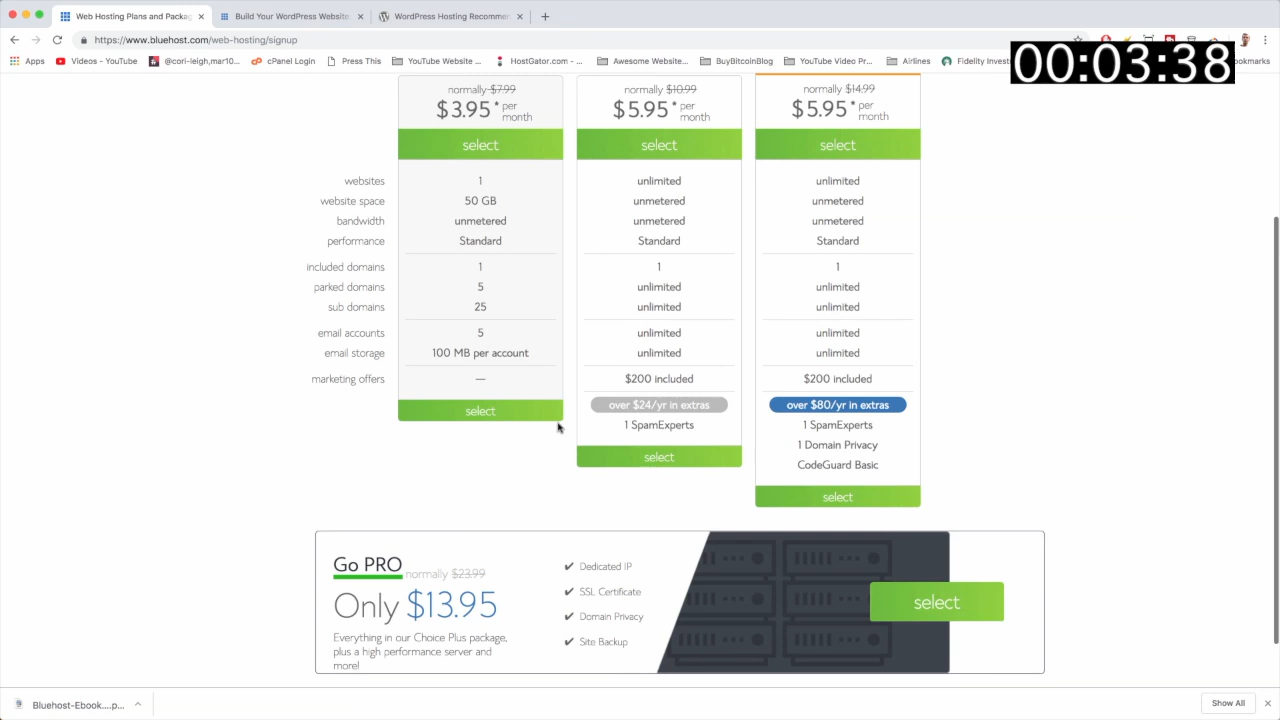 Web Hosting Plans and Packag
Build Your WordPress Website
WordPress Hosting Recommen
https://www.bluehost.com/web-hosting/signup
00:03:38
Apps
Videos - YouTube
@cori-leigh_mar10...
cPanel Login
Press This
YouTube Website ...
HostGator.com - ...
Awesome Website...
BuyBitcoinBlog
YouTube Video Pr...
Airlines
Fidelity Inves
ookmarks
normally $7.99
$3.95 * per month
normally $10.99
$5.95 * per month
normally $14.99
$5.95 * per month
select select select
websites 1 unlimited unlimited
website space 50 GB unmetered unmetered
bandwidth unmetered unmetered unmetered
performance Standard Standard Standard
included domains 1 1 1
parked domains 5 unlimited unlimited
sub domains 25 unlimited unlimited
email accounts 5 unlimited unlimited
email storage 100 MB per account unlimited unlimited
marketing offers — $200 included $200 included
select over $24/yr in extras over $80/yr in extras
1 SpamExperts 1 SpamExperts
1 Domain Privacy
select CodeGuard Basic
select
Go PRO normally $23.99
Only $13.95
Everything in our Choice Plus package,
plus a high performance server and
more!
✔ Dedicated IP
✔ SSL Certificate
✔ Domain Privacy
✔ Site Backup
select
Bluehost-Ebook....p...
Show All